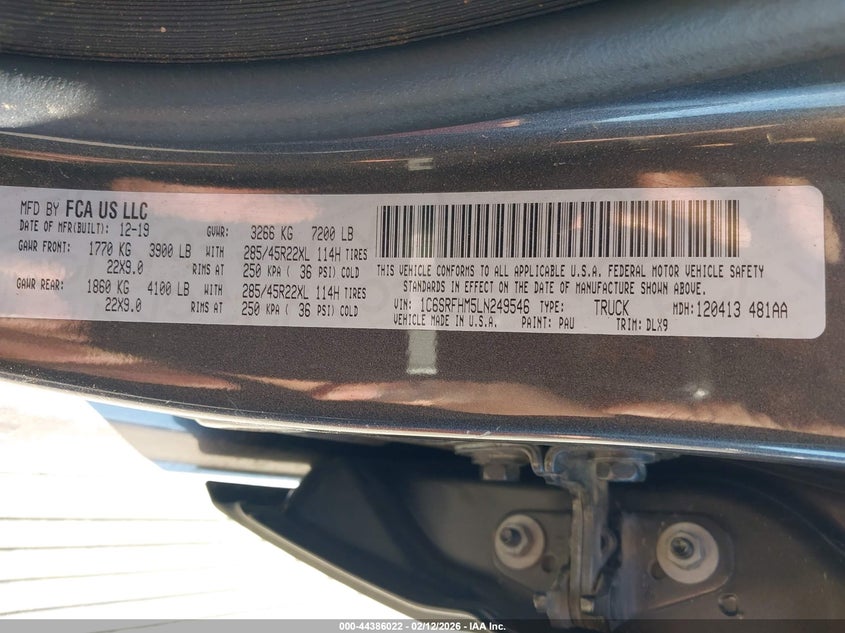 MFD BY FCA US LLC
DATE OF MFR(BUILT): 12-19 GVWR: 3266 KG 7200 LB
GAWR FRONT: 1770 KG 3900 LB WITH 285/45R22XL 114H TIRES
22X9.0 RIMS AT 250 KPA ( 36 PSI) COLD
GAWR REAR: 1860 KG 4100 LB WITH 285/45R22XL 114H TIRES
22X9.0 RIMS AT 250 KPA ( 36 PSI) COLD
THIS VEHICLE CONFORMS TO ALL APPLICABLE U.S.A. FEDERAL MOTOR VEHICLE SAFETY
STANDARDS IN EFFECT ON THE DATE OF MANUFACTURE SHOWN ABOVE.
VIN: 1C6SRFHM5LN249546 TYPE: TRUCK MDH: 120413 481AA
VEHICLE MADE IN U.S.A. PAINT: PAU TRIM: DLX9
000-44386022 - 02/12/2026 - IAA Inc.